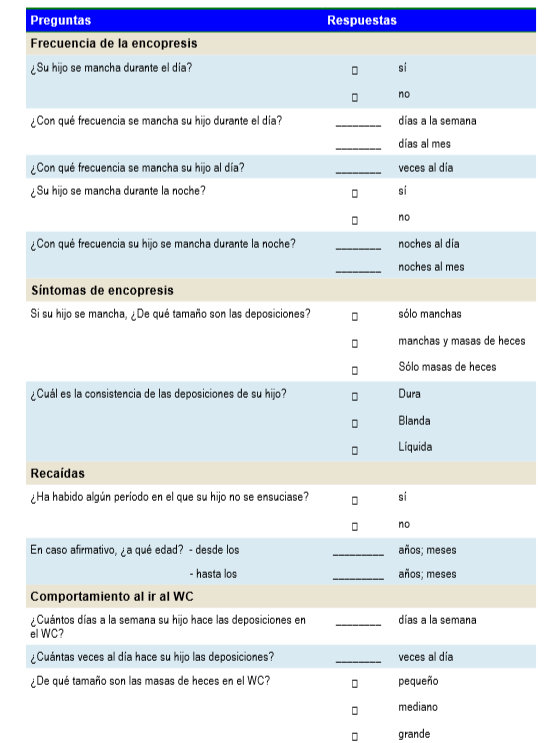 Preguntas Respuestas
Frecuencia de la encopresis
¿Su hijo se mancha durante el día? □ sí
□ no
¿Con qué frecuencia se mancha su hijo durante el día? ________ días a la semana
________ días al mes
¿Con qué frecuencia se mancha su hijo al día? ________ veces al día
¿Su hijo se mancha durante la noche? □ sí
□ no
¿Con qué frecuencia su hijo se mancha durante la noche? ________ noches al día
________ noches al mes
Síntomas de encopresis
Si su hijo se mancha, ¿De qué tamaño son las deposiciones? □ sólo manchas
□ manchas y masas de heces
□ Sólo masas de heces
¿Cuál es la consistencia de las deposiciones de su hijo? □ Dura
□ Blanda
□ Líquida
Recaídas
¿Ha habido algún período en el que su hijo no se ensuciase? □ sí
□ no
En caso afirmativo, ¿a qué edad? - desde los _________ años; meses
- hasta los _________ años; meses
Comportamiento al ir al WC
¿Cuántos días a la semana su hijo hace las deposiciones en ________ días a la semana
el WC?
¿Cuántas veces al día hace su hijo las deposiciones? ________ veces al día
¿De qué tamaño son las masas de heces en el WC? □ pequeño
□ mediano
□ grande